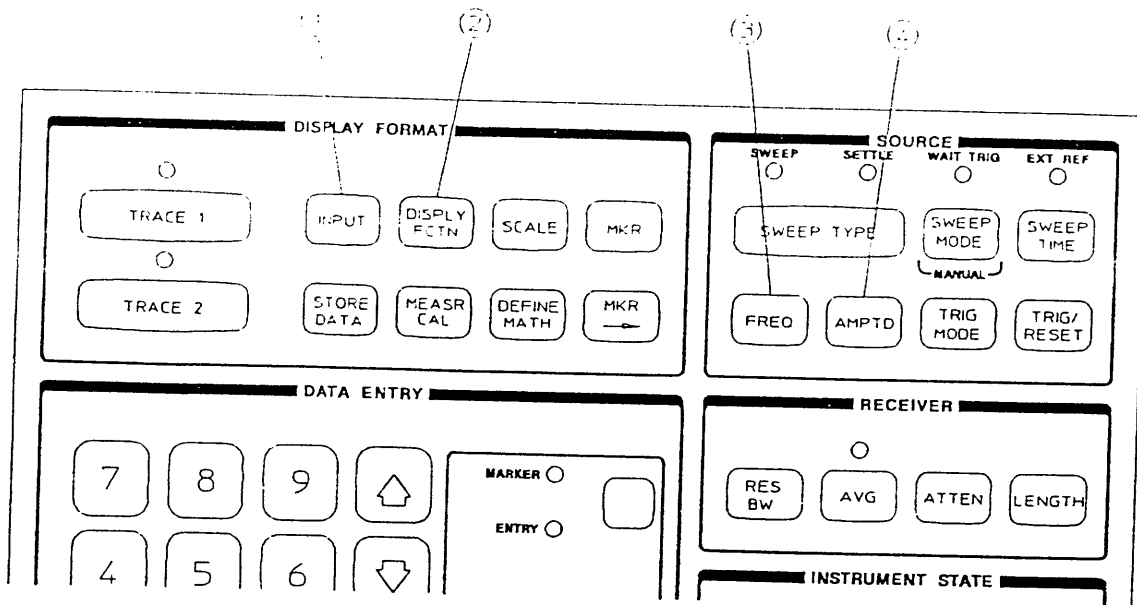 (2)
(3)
DISPLAY FORMAT
TRACE 1
INPUT
DISPLY
FCTN
SCALE
MKR
TRACE 2
STORE
DATA
MEASR
CAL
DEFINE
MATH
MKR
SOURCE
SWEEP
SETTLE
WAIT TRIG
EXT REF
SWEEP TYPE
SWEEP
MODE
SWEEP
TIME
MANUAL
FREQ
AMPTD
TRIG
MODE
TRIG/
RESET
DATA ENTRY
7
8
9
4
5
6
MARKER
ENTRY
RECEIVER
RES
BW
AVG
ATTEN
LENGTH
INSTRUMENT STATE